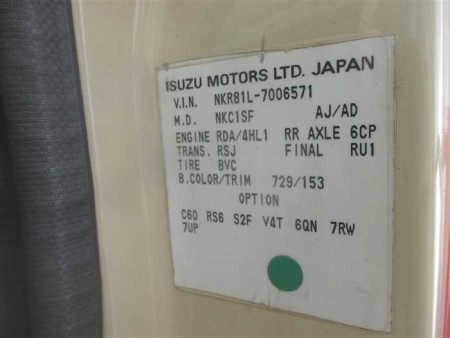 ISUZU MOTORS LTD. JAPAN
V.I.N. NKR81L-7006571
M.D. NKC1SF AJ/AD
ENGINE RDA/4HL1 RR AXLE 6CP
TRANS. RSJ FINAL RU1
TIRE BVC
B.COLOR/TRIM 729/153
OPTION
C60 RS6 S2F V4T 6QN 7RW
7UP